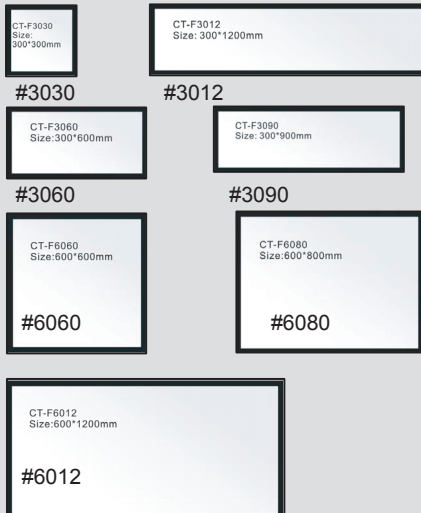 CT-F3030
Size:
300*300mm
CT-F3012
Size: 300*1200mm
#3030
#3012
CT-F3060
Size:300*600mm
CT-F3090
Size: 300*900mm
#3060
#3090
CT-F6060
Size:600*600mm
CT-F6080
Size:600*800mm
#6060
#6080
CT-F6012
Size:600*1200mm
#6012